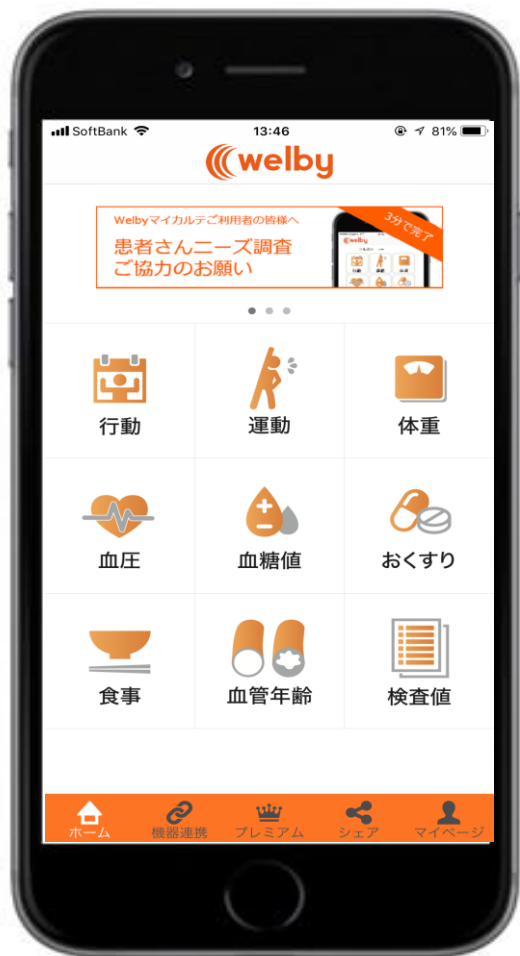 SoftBank 13:46 81%
welby
Welbyマイカルテご利用者の皆様へ
3分で完了
患者さんニーズ調査
ご協力のお願い
welby
行動 運動 体重
血圧 血糖値 おくすり
食事 血管年齢 検査値
ホーム 機器連携 プレミアム シェア マイページ